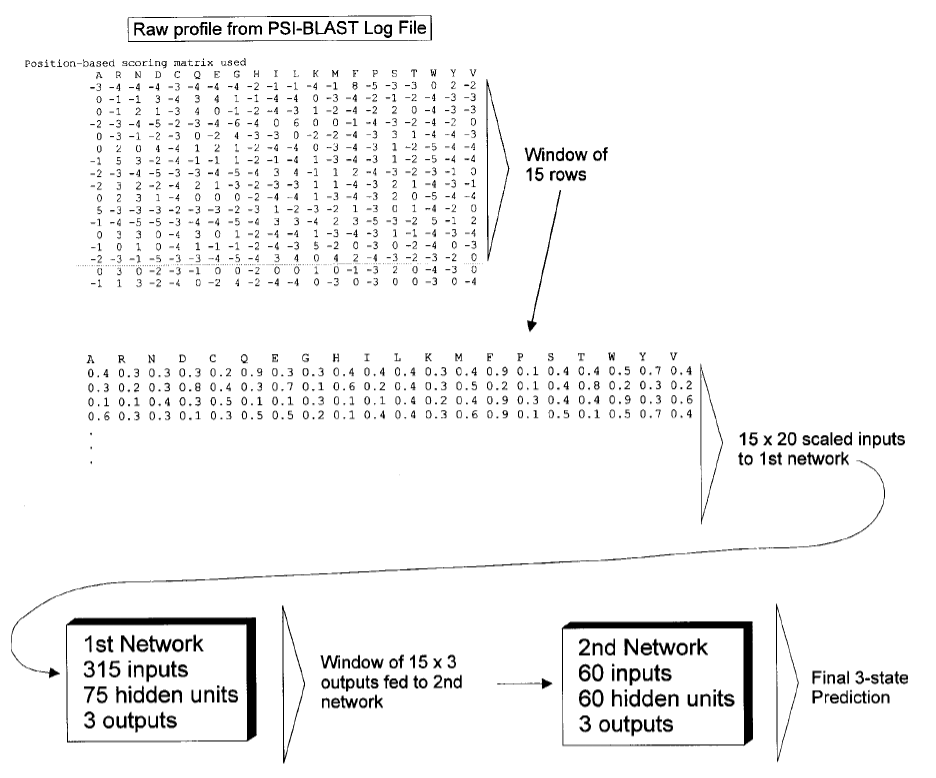 Raw profile from PSI-BLAST Log File
Position-based scoring matrix used
A R N D C Q E G H I L K M F P S T W Y V
-3 -4 -4 -4 -3 -4 -4 -4 -2 -1 -1 -4 -1 8 -5 -3 -3 0 2 -2
0 -1 -1 3 -4 3 4 1 -1 -4 -4 0 -3 -4 -2 -1 -2 -4 -3 -3
0 -1 2 1 -3 4 0 -1 -2 -4 -3 1 -2 -4 -2 2 0 -4 -3 -3
-2 -3 -4 -5 -2 -3 -4 -6 -4 0 6 0 0 -1 -4 -3 -2 -4 -2 0
0 -3 -1 -2 -3 0 -2 4 -3 -3 0 -2 -2 -4 -3 3 1 -4 -4 -3
0 2 0 4 -4 1 2 1 -2 -4 -4 0 -3 -4 -4 1 -2 -5 -4 -4
-1 5 3 -2 -4 -1 -1 1 -2 -1 -4 1 -3 -4 -3 1 -2 -5 -4 -4
-2 -3 -4 -5 -3 -3 -4 -5 -4 3 4 -1 1 2 -4 -3 -2 -3 -1 0
-2 3 2 -2 -4 2 1 -3 -2 -3 -3 1 1 -4 -3 2 1 -4 -3 -1
0 2 3 1 -4 0 0 0 -2 -4 -4 1 -3 -4 -3 2 0 -5 -4 -4
5 -3 -3 -3 -2 -3 -3 -2 -3 1 -2 -3 -2 1 -3 0 1 -4 -2 0
-1 -4 -5 -5 -3 -4 -4 -5 -4 3 3 -4 2 3 -5 -3 -2 5 -1 2
0 3 3 0 -4 3 0 1 -2 -4 -4 1 -3 -4 -3 1 -1 -4 -3 -4
-1 0 1 0 -4 1 -1 -1 -2 -4 -3 5 -2 0 -3 0 -2 -4 0 -3
-2 -3 -1 -5 -3 -3 -4 -5 -4 3 4 0 4 2 -4 -3 -2 -3 -2 0
0 3 0 -2 -3 -1 0 0 -2 0 0 1 0 -1 -3 2 0 -4 -3 0
-1 1 3 -2 -4 0 -2 4 -2 -4 -4 0 -3 0 -3 0 0 -3 0 -4
Window of
15 rows
A R N D C Q E G H I L K M F P S T W Y V
0.4 0.3 0.3 0.3 0.2 0.9 0.3 0.3 0.4 0.4 0.4 0.3 0.4 0.9 0.1 0.4 0.4 0.5 0.7 0.4
0.3 0.2 0.3 0.8 0.4 0.3 0.7 0.1 0.6 0.2 0.4 0.3 0.5 0.2 0.1 0.4 0.8 0.2 0.3 0.2
0.1 0.1 0.4 0.3 0.5 0.1 0.1 0.3 0.1 0.1 0.4 0.2 0.4 0.9 0.3 0.4 0.4 0.9 0.3 0.6
0.6 0.3 0.3 0.1 0.3 0.5 0.5 0.2 0.1 0.4 0.4 0.3 0.6 0.9 0.1 0.5 0.1 0.5 0.7 0.4
.
.
.
15 x 20 scaled inputs
to 1st network
1st Network
315 inputs
75 hidden units
3 outputs
Window of 15 x 3
outputs fed to 2nd
network
2nd Network
60 inputs
60 hidden units
3 outputs
Final 3-state
Prediction